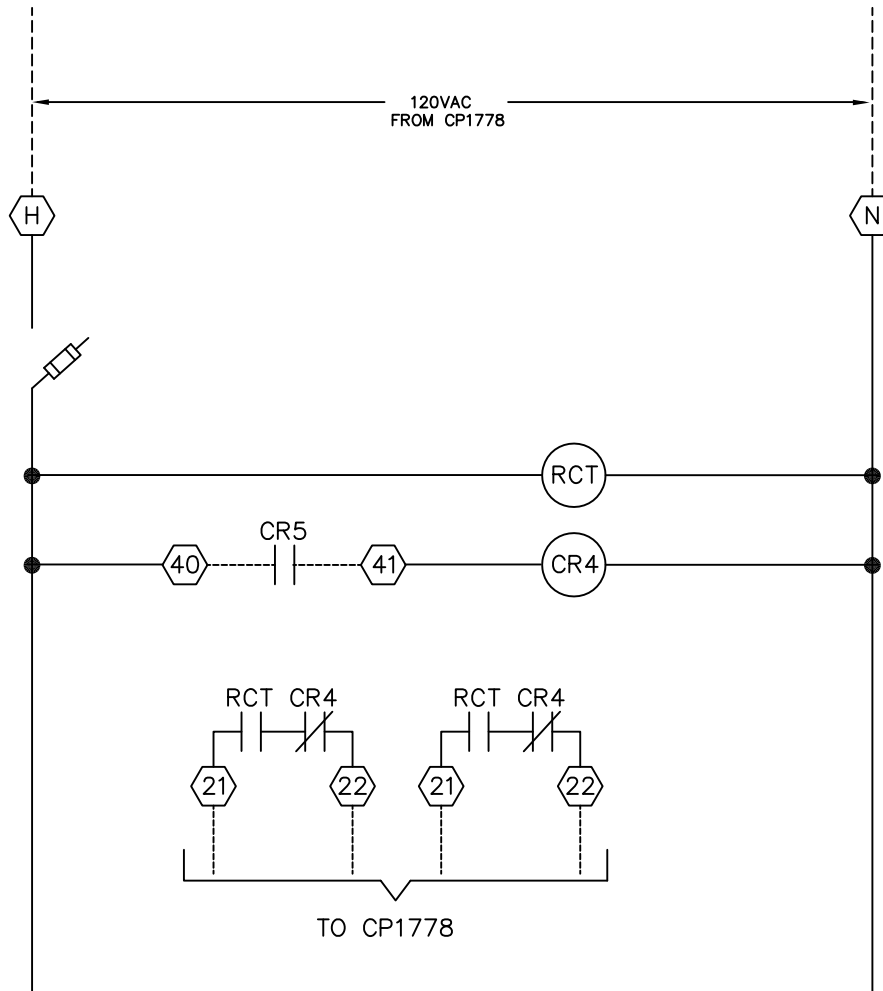 120VAC
FROM CP1778
H
N
RCT
CR5
40
41
CR4
RCT CR4
RCT CR4
21
22
21
22
TO CP1778